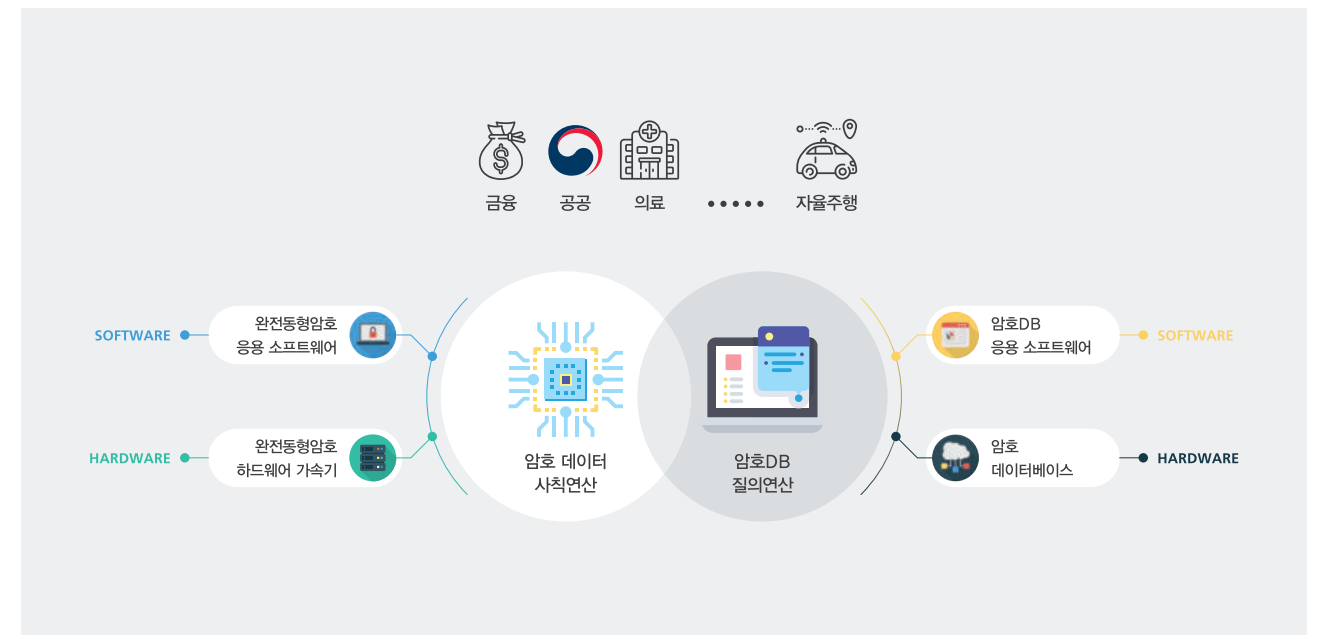 금융
공공
의료
자율주행
SOFTWARE
완전동형암호
응용 소프트웨어
HARDWARE
완전동형암호
하드웨어 가속기
암호 데이터
사칙연산
암호DB
질의연산
암호DB
응용 소프트웨어
SOFTWARE
암호
데이터베이스
HARDWARE